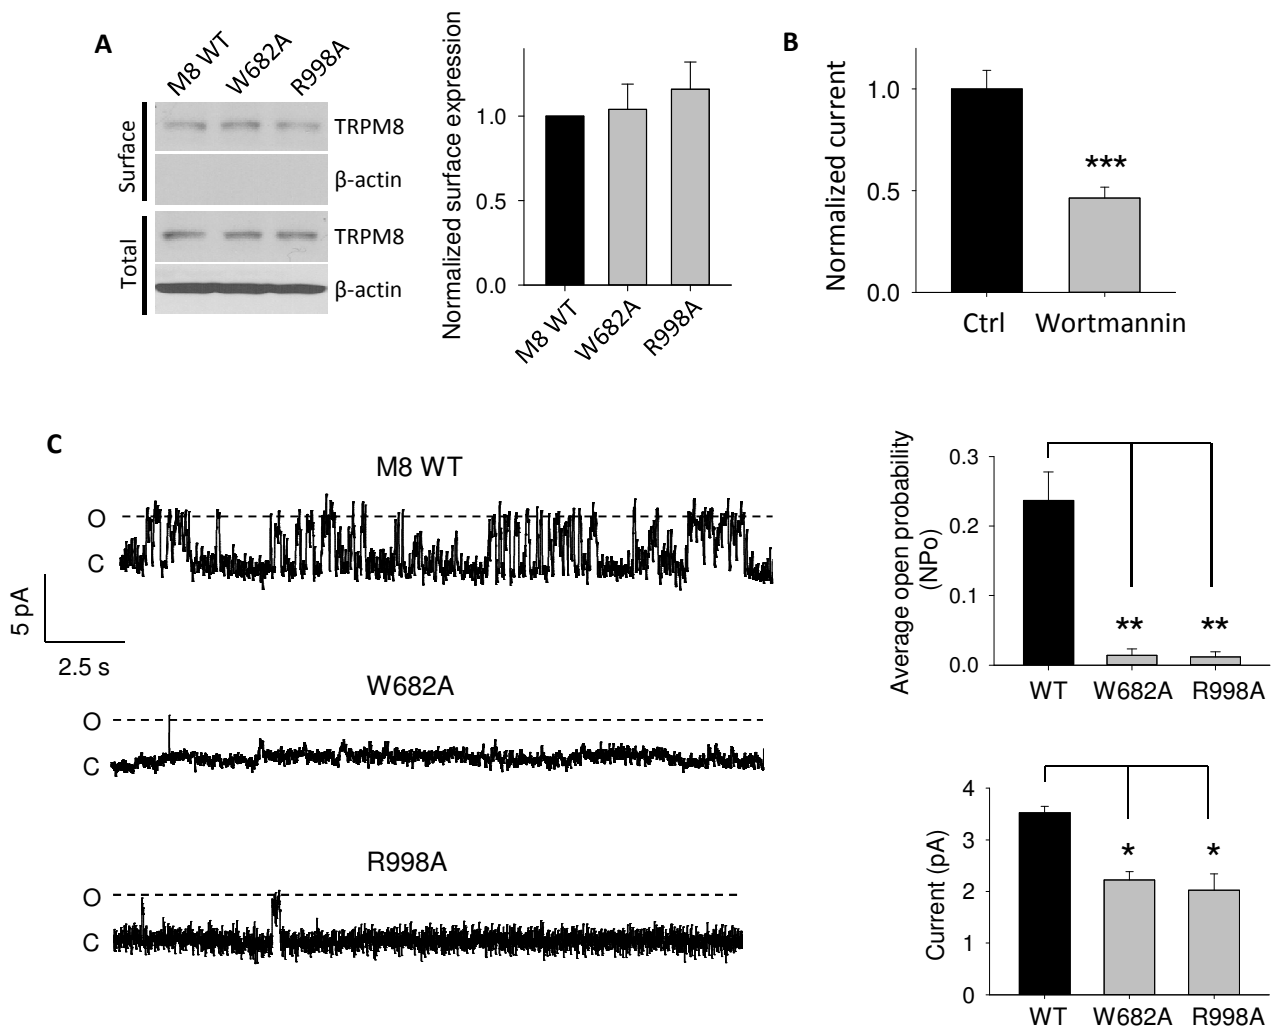 A
M8 WT
W682A
R998A
Surface
TRPM8
β-actin
Total
TRPM8
β-actin
Normalized surface expression
1.0
0.5
0.0
M8 WT
W682A
R998A
B
Normalized current
1.0
0.5
0.0
***
Ctrl
Wortmannin
C
M8 WT
O
C
5 pA
2.5 s
W682A
O
C
R998A
O
C
Average open probability
(NPo)
0.3
0.2
0.1
0.0
**
**
WT
W682A
R998A
Current (pA)
4
3
2
1
0
*
*
WT
W682A
R998A